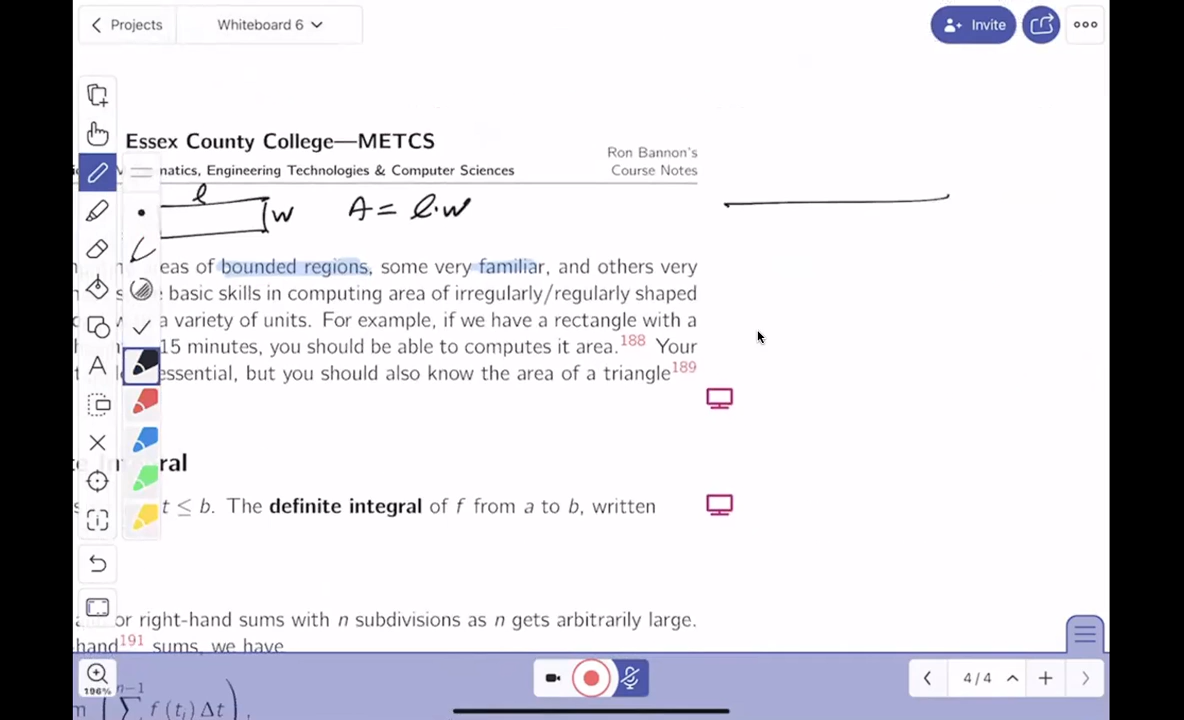 Projects
Whiteboard 6
Invite
Essex County College—METCS
Ron Bannon's
matics, Engineering Technologies & Computer Sciences
Course Notes
l
w A = l·w
eas of bounded regions, some very familiar, and others very
basic skills in computing area of irregularly/regularly shaped
a variety of units. For example, if we have a rectangle with a
15 minutes, you should be able to computes it area.188 Your
essential, but you should also know the area of a triangle189
ral
t ≤ b. The definite integral of f from a to b, written
or right-hand sums with n subdivisions as n gets arbitrarily large.
hand191 sums, we have
196%
4/4
n−1
∑ f (ti) Δt